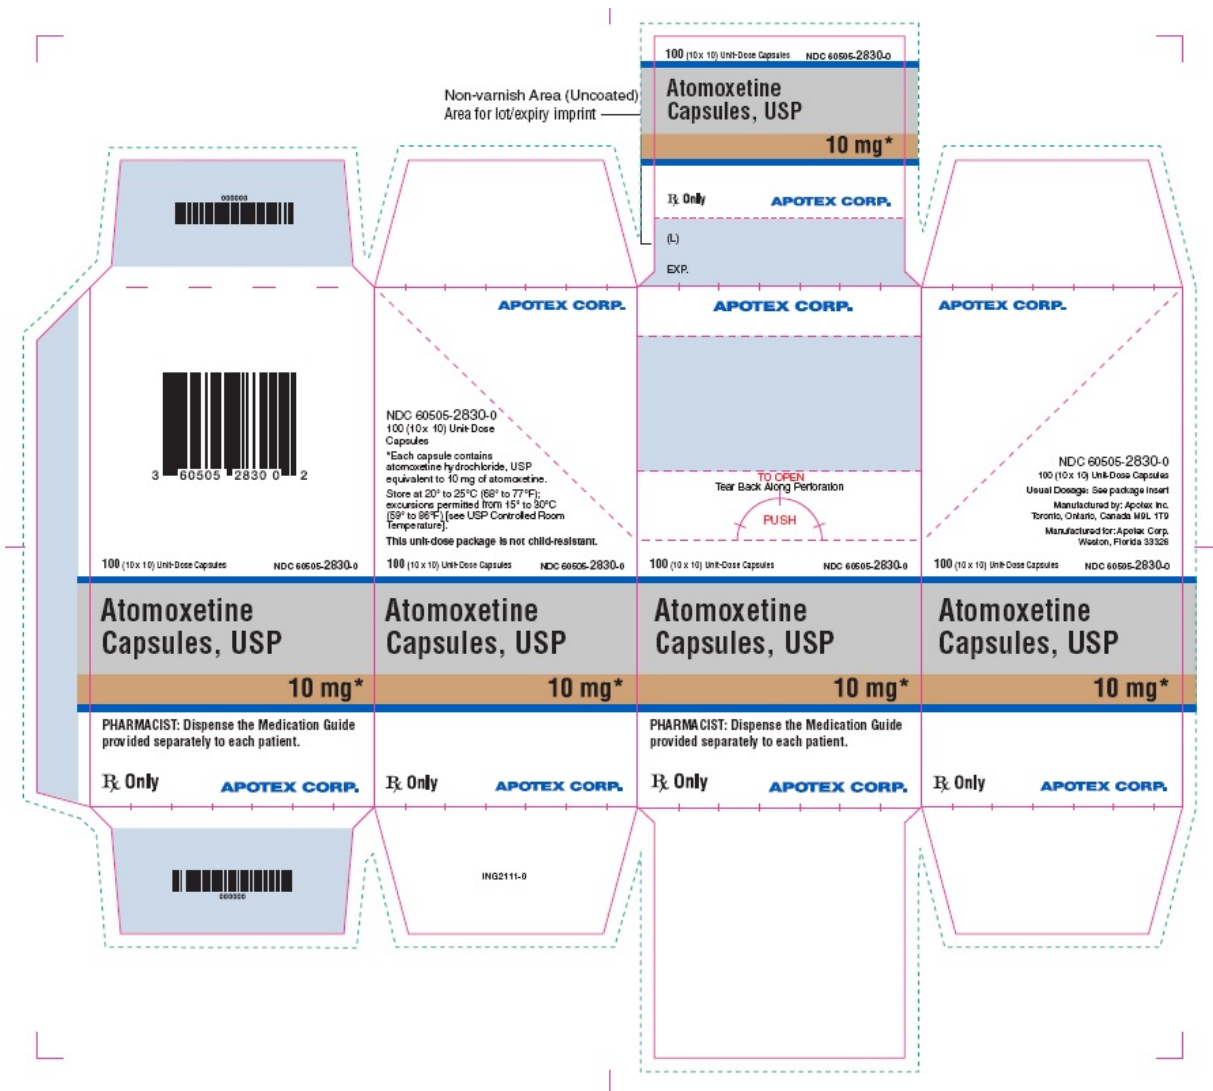 100 (10 x 10) Unit-Dose Capsules NDC 60505-2830-0
Atomoxetine
Capsules, USP
10 mg*
℞ Only APOTEX CORP.
(L)
EXP.
Non-varnish Area (Uncoated)
Area for lot/expiry imprint
000000
3 60505 2830 0 2
100 (10 x 10) Unit-Dose Capsules NDC 60505-2830-0
Atomoxetine
Capsules, USP
10 mg*
PHARMACIST: Dispense the Medication Guide
provided separately to each patient.
℞ Only APOTEX CORP.
000000
APOTEX CORP.
NDC 60505-2830-0
100 (10 x 10) Unit-Dose
Capsules
*Each capsule contains
atomoxetine hydrochloride, USP
equivalent to 10 mg of atomoxetine.
Store at 20° to 25°C (68° to 77°F);
excursions permitted from 15° to 30°C
(59° to 86°F) [see USP Controlled Room
Temperature].
This unit-dose package is not child-resistant.
100 (10 x 10) Unit-Dose Capsules NDC 60505-2830-0
Atomoxetine
Capsules, USP
10 mg*
℞ Only APOTEX CORP.
ING2111-0
APOTEX CORP.
TO OPEN
Tear Back Along Perforation
PUSH
100 (10 x 10) Unit-Dose Capsules NDC 60505-2830-0
Atomoxetine
Capsules, USP
10 mg*
PHARMACIST: Dispense the Medication Guide
provided separately to each patient.
℞ Only APOTEX CORP.
APOTEX CORP.
NDC 60505-2830-0
100 (10 x 10) Unit-Dose Capsules
Usual Dosage: See package insert
Manufactured by: Apotex Inc.
Toronto, Ontario, Canada M9L 1T9
Manufactured for: Apotex Corp.
Weston, Florida 33326
100 (10 x 10) Unit-Dose Capsules NDC 60505-2830-0
Atomoxetine
Capsules, USP
10 mg*
℞ Only APOTEX CORP.